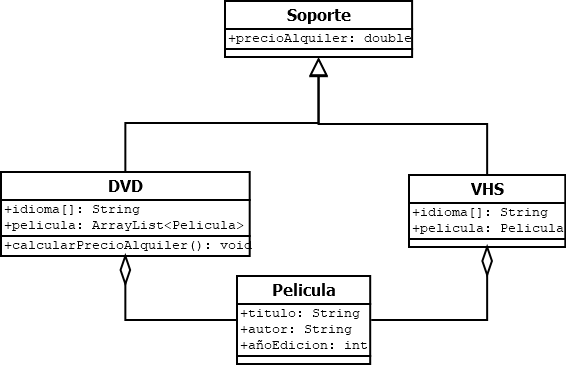 Soporte
+precioAlquiler: double
DVD
+idioma[]: String
+pelicula: ArrayList<Pelicula>
+calcularPrecioAlquiler(): void
VHS
+idioma[]: String
+pelicula: Pelicula
Pelicula
+titulo: String
+autor: String
+añoEdicion: int